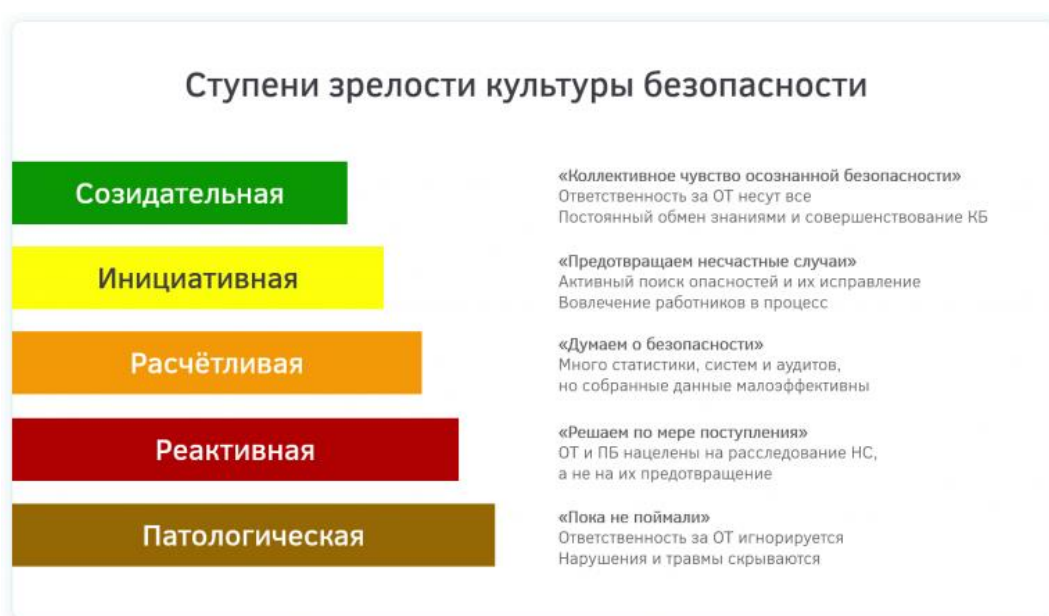 Ступени зрелости культуры безопасности
Созидательная
«Коллективное чувство осознанной безопасности»
Ответственность за ОТ несут все
Постоянный обмен знаниями и совершенствование КБ
Инициативная
«Предотвращаем несчастные случаи»
Активный поиск опасностей и их исправление
Вовлечение работников в процесс
Расчётливая
«Думаем о безопасности»
Много статистики, систем и аудитов,
но собранные данные малоэффективны
Реактивная
«Решаем по мере поступления»
ОТ и ПБ нацелены на расследование НС,
а не на их предотвращение
Патологическая
«Пока не поймали»
Ответственность за ОТ игнорируется
Нарушения и травмы скрываются